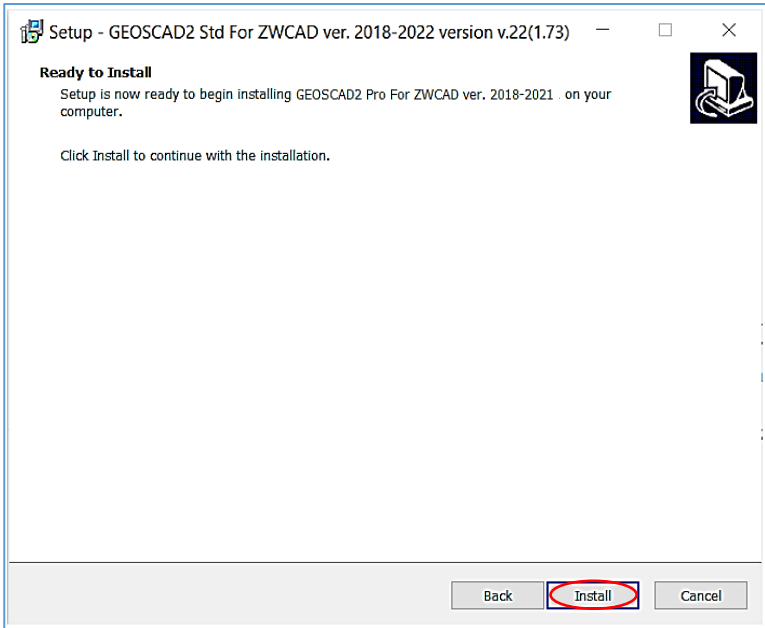 Setup - GEOSCAD2 Std For ZWCAD ver. 2018-2022 version v.22(1.73)
Ready to Install
Setup is now ready to begin installing GEOSCAD2 Pro For ZWCAD ver. 2018-2021 . on your
computer.
Click Install to continue with the installation.
Back Install Cancel